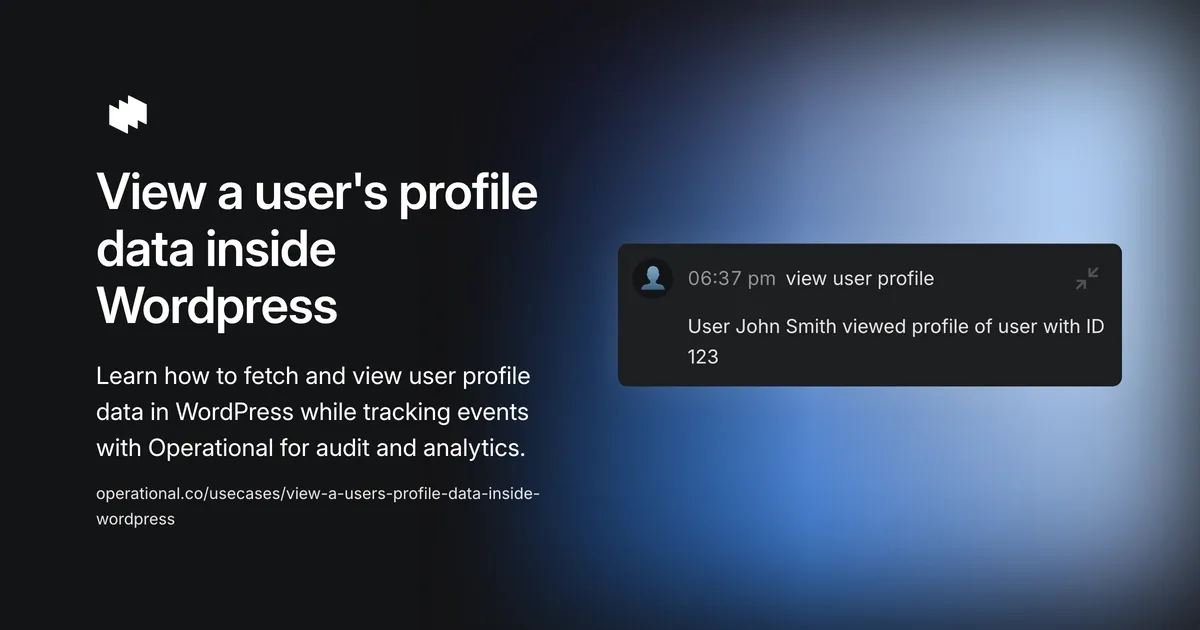 View a user's profile
data inside
Wordpress
Learn how to fetch and view user profile
data in WordPress while tracking events
with Operational for audit and analytics.
operational.co/usecases/view-a-users-profile-data-inside-
wordpress
06:37 pm view user profile
User John Smith viewed profile of user with ID
123